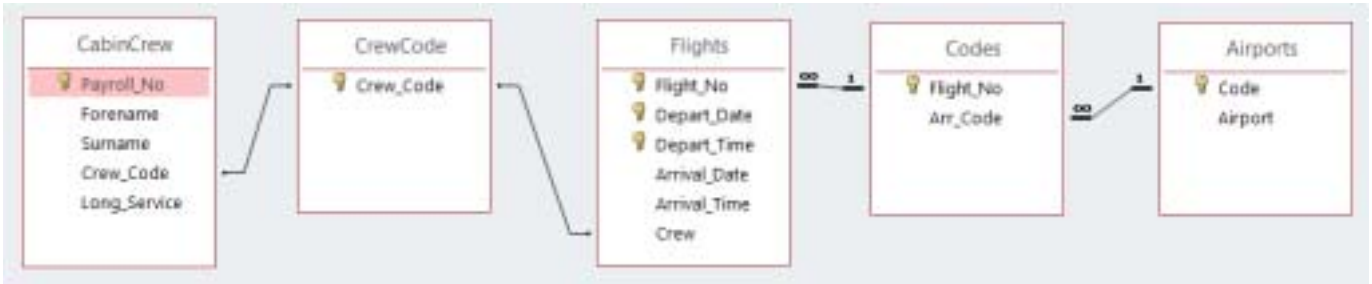 CabinCrew
Payroll_No
Forename
Surname
Crew_Code
Long_Service
CrewCode
Crew_Code
Flights
Flight_No
Depart_Date
Depart_Time
Arrival_Date
Arrival_Time
Crew
∞ 1
Codes
Flight_No
Arr_Code
∞ 1
Airports
Code
Airport